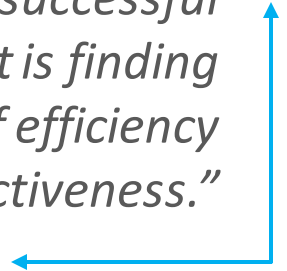 successful
t is finding
f efficiency
ctiveness.”